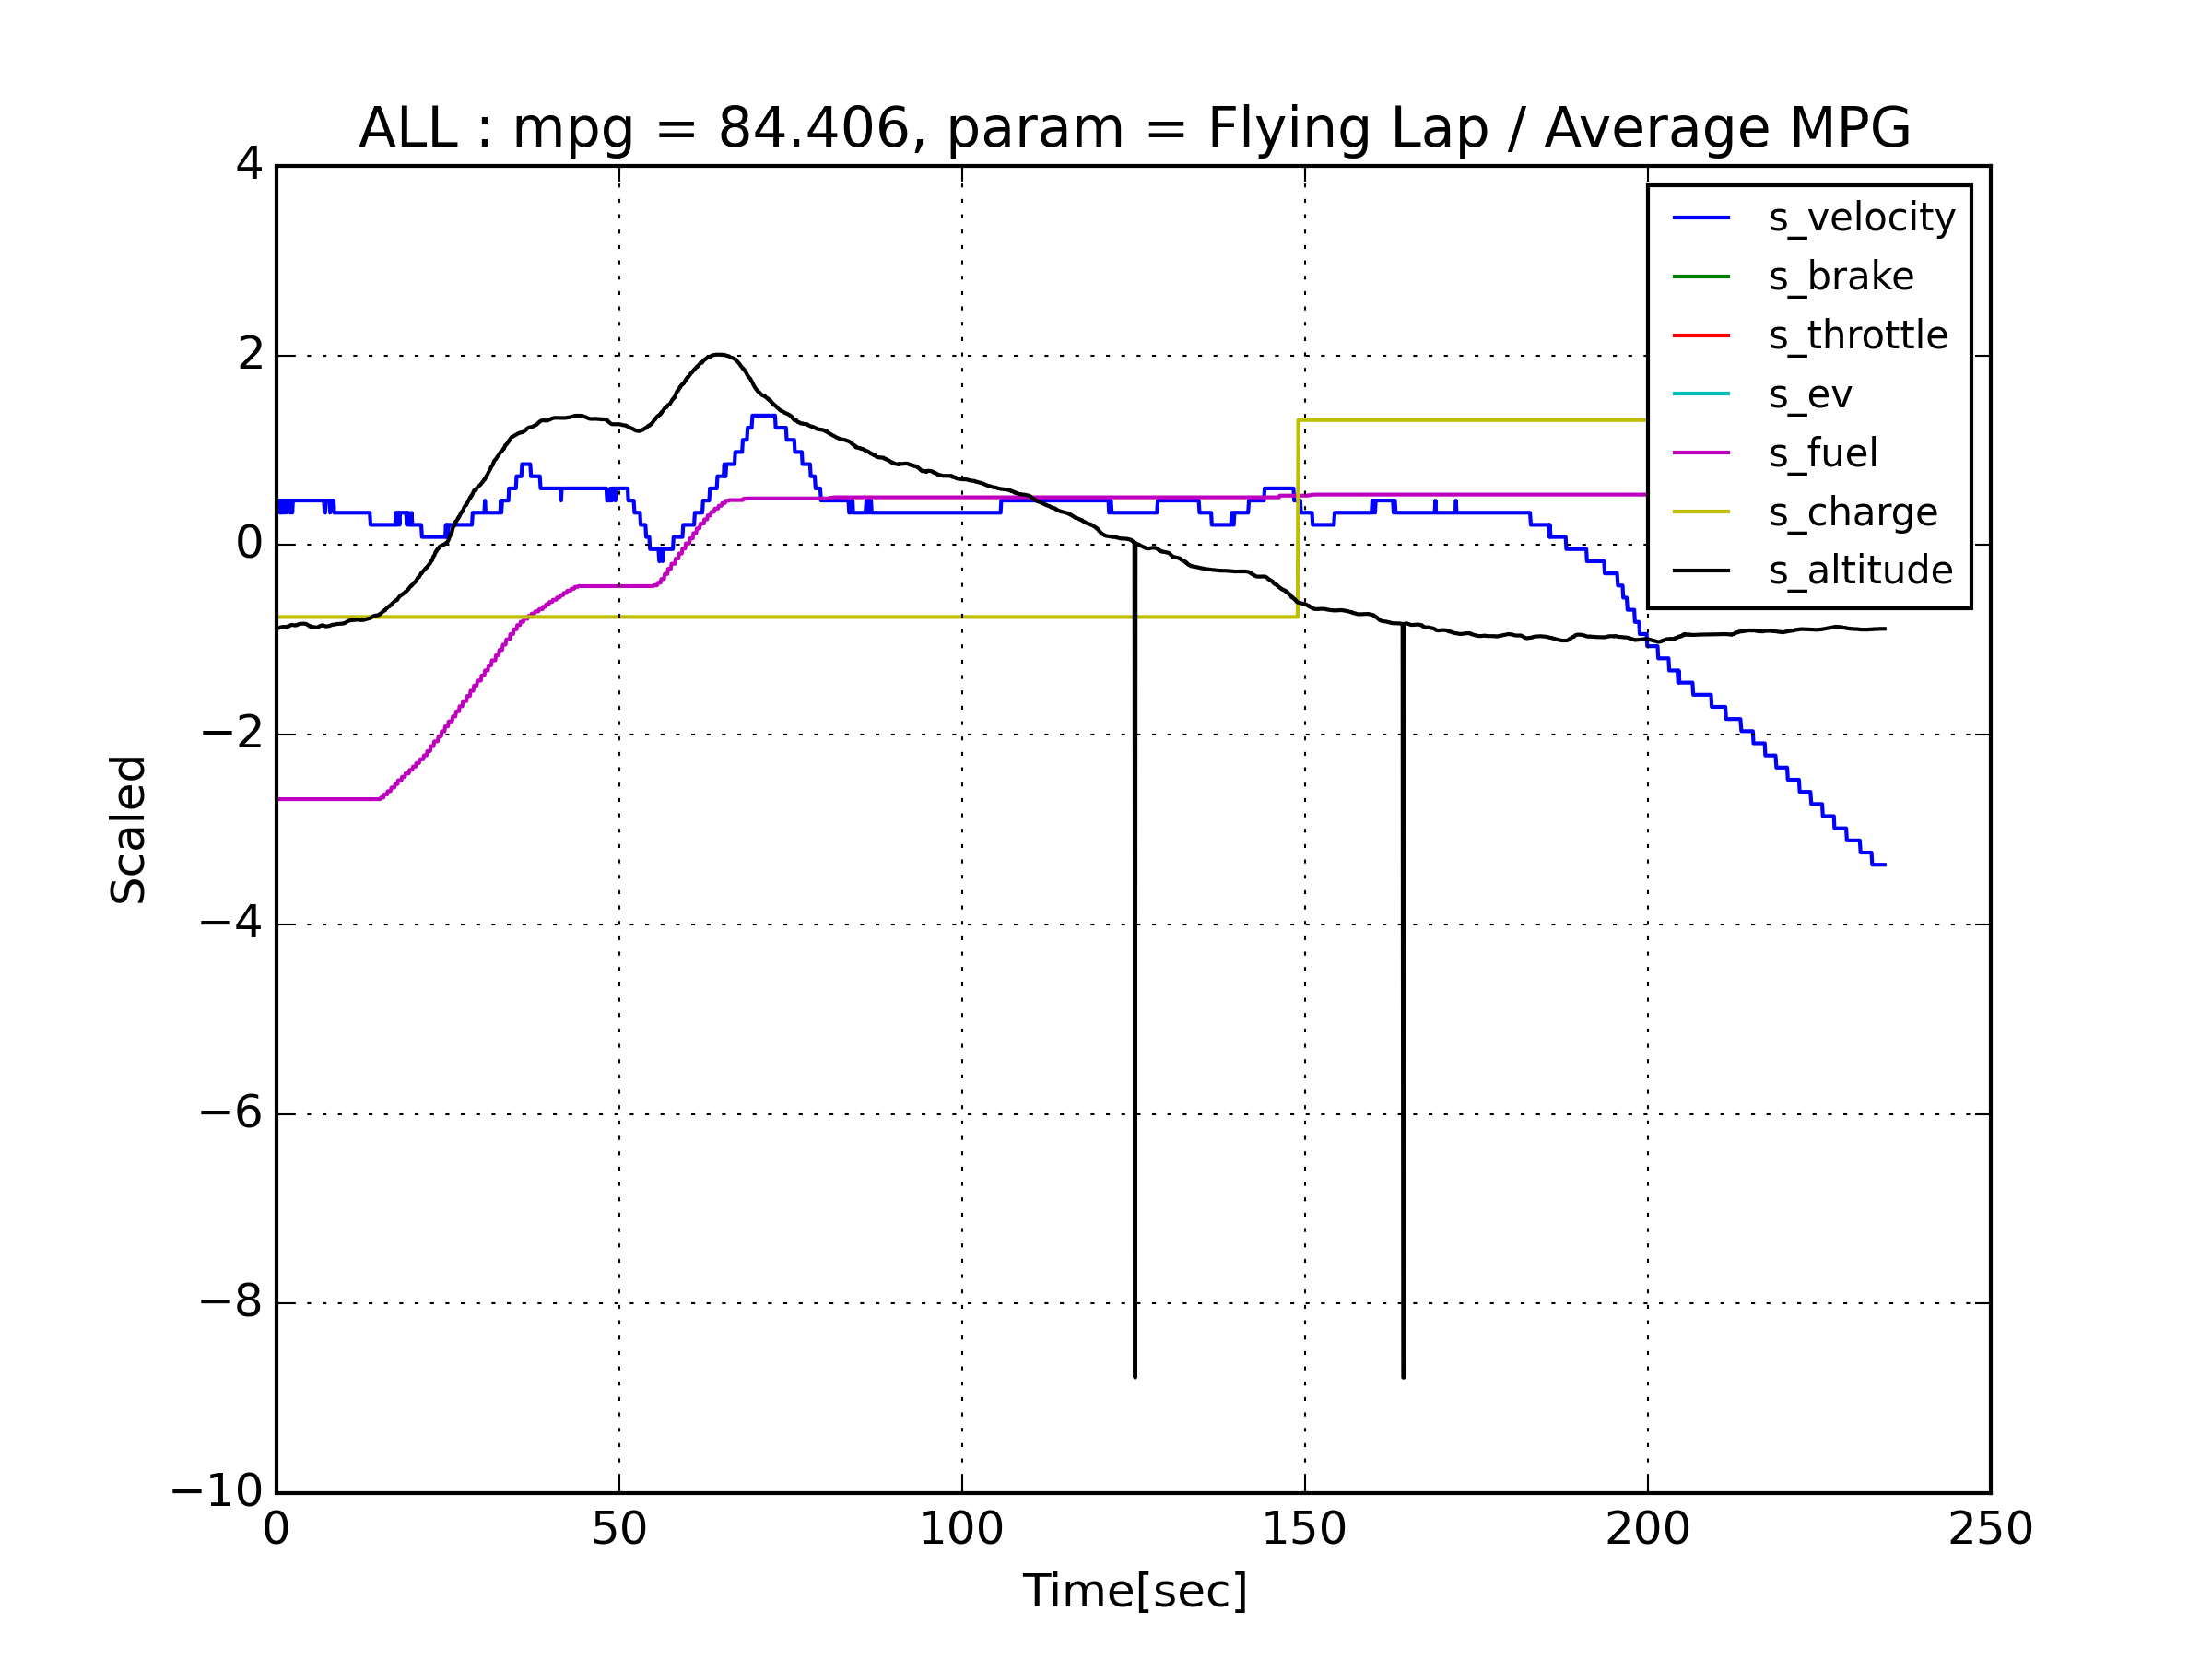 ALL : mpg = 84.406, param = Flying Lap / Average MPG
4
2
0
−2
−4
−6
−8
−10
Scaled
s_velocity
s_brake
s_throttle
s_ev
s_fuel
s_charge
s_altitude
0 50 100 150 200 250
Time[sec]